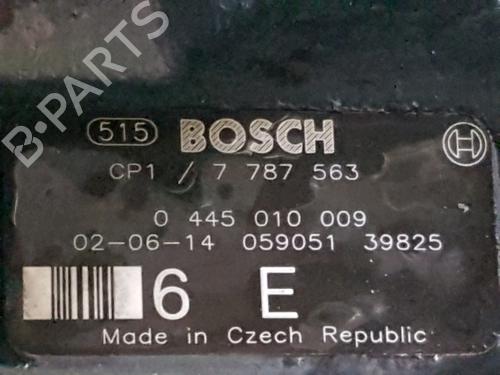 B-PARTS
515 BOSCH
CP1 / 7 787 563
0 445 010 009
02-06-14 059051 39825
6 E
Made in Czech Republic